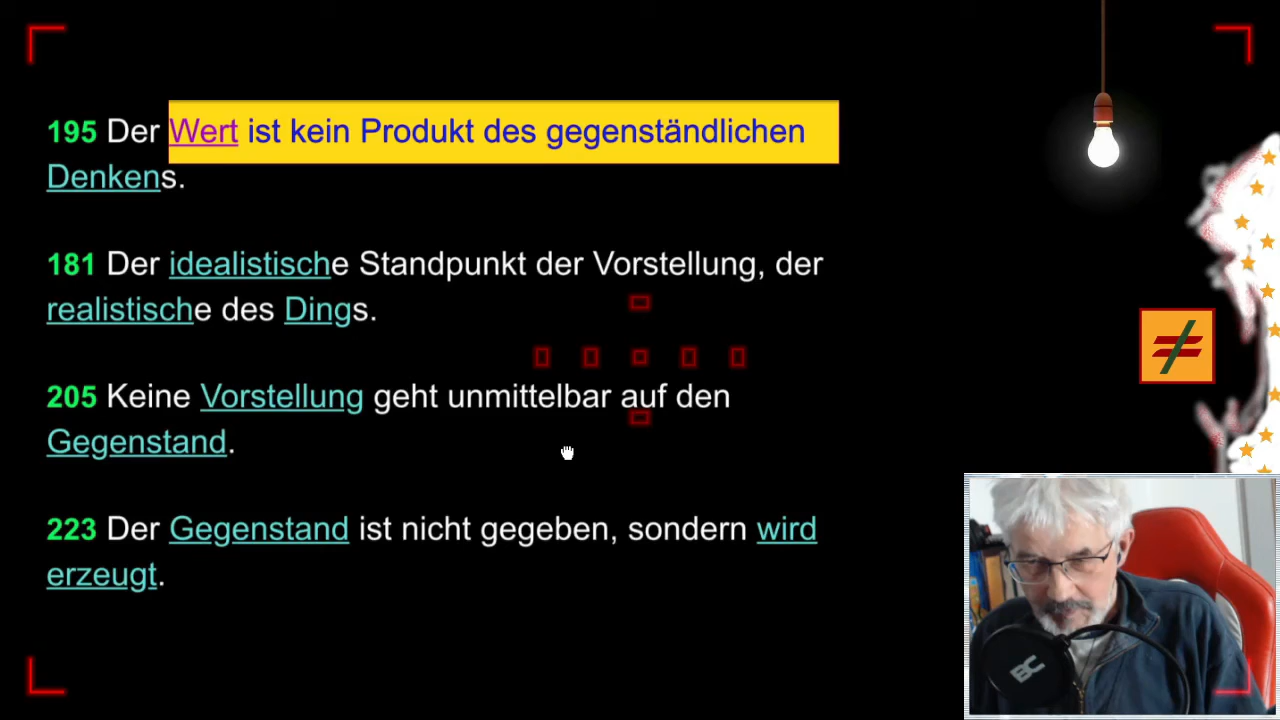 195 Der Wert ist kein Produkt des gegenständlichen
Denkens.
181 Der idealistische Standpunkt der Vorstellung, der
realistische des Dings.
205 Keine Vorstellung geht unmittelbar auf den
Gegenstand.
≠
223 Der Gegenstand ist nicht gegeben, sondern wird
erzeugt.
BC